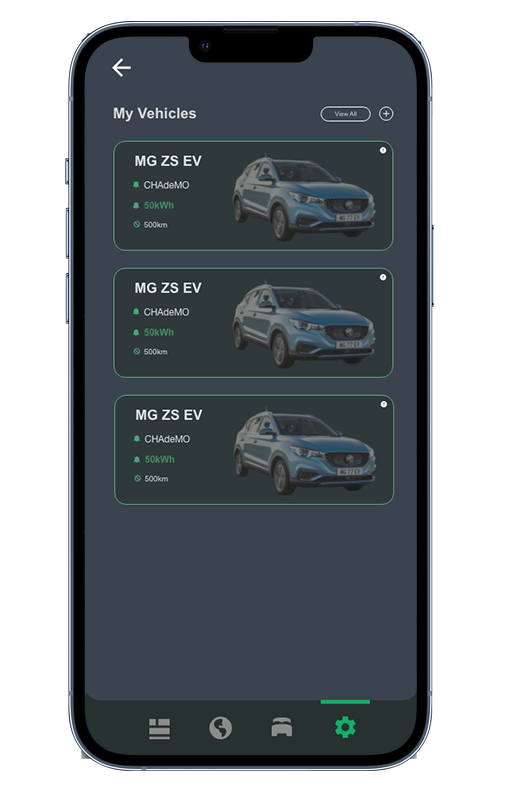 My Vehicles
View All
MG ZS EV
CHAdeMO
50kWh
500km
MG ZS EV
CHAdeMO
50kWh
500km
MG ZS EV
CHAdeMO
50kWh
500km